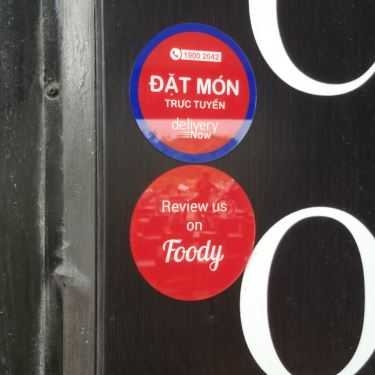 1900 2042
ĐẶT MÓN
TRỰC TUYẾN
delivery
Now
Review us
on
Foody
O
O